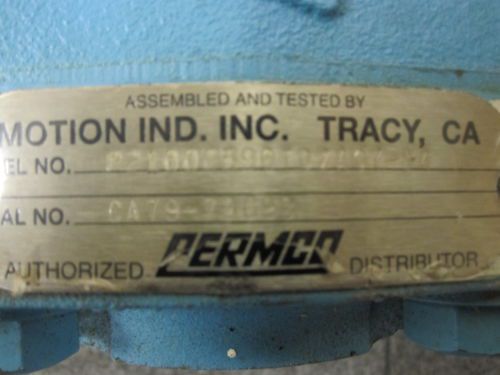 ASSEMBLED AND TESTED BY
MOTION IND. INC. TRACY, CA
EL NO.
AL NO.
AUTHORIZED PERMCO DISTRIBUTOR